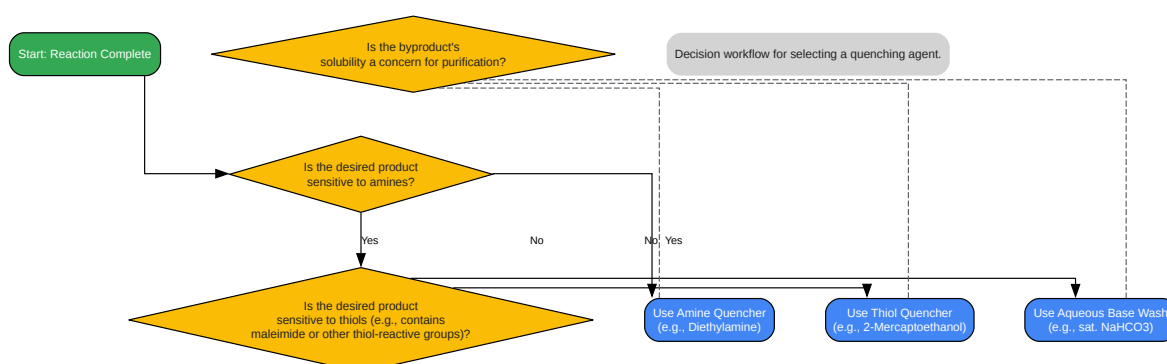 Start: Reaction Complete
Is the byproduct's
solubility a concern for purification?
Decision workflow for selecting a quenching agent.
Is the desired product
sensitive to amines?
Yes
No
No
Yes
Is the desired product
sensitive to thiols (e.g., contains
maleimide or other thiol-reactive groups)?
Use Amine Quencher
(e.g., Diethylamine)
Use Thiol Quencher
(e.g., 2-Mercaptoethanol)
Use Aqueous Base Wash
(e.g., sat. NaHCO3)